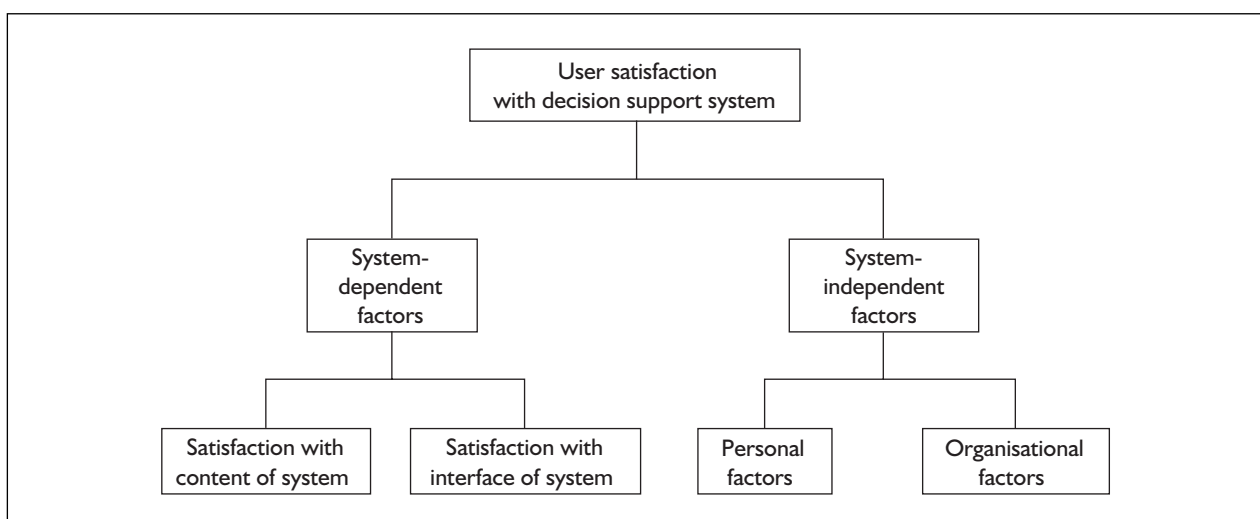 User satisfaction
with decision support system
System-
dependent
factors
System-
independent
factors
Satisfaction with
content of system
Satisfaction with
interface of system
Personal
factors
Organisational
factors